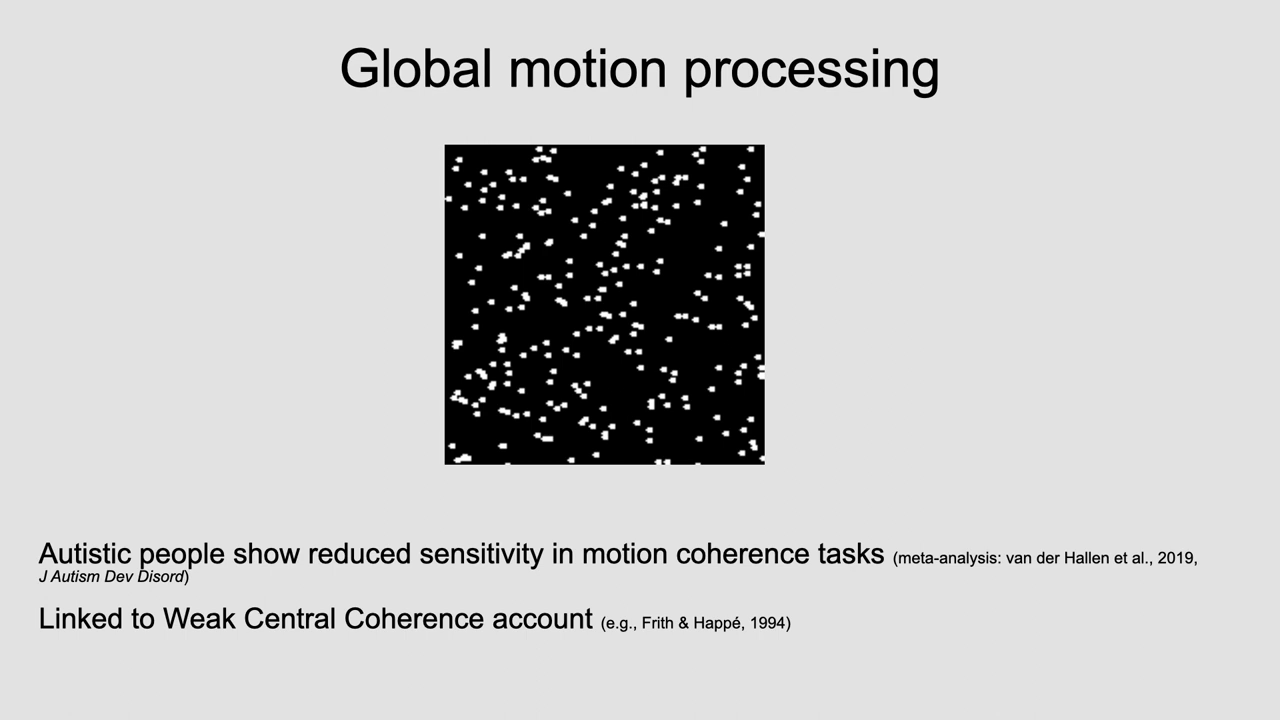 Global motion processing
Autistic people show reduced sensitivity in motion coherence tasks (meta-analysis: van der Hallen et al., 2019,
J Autism Dev Disord)
Linked to Weak Central Coherence account (e.g., Frith & Happé, 1994)